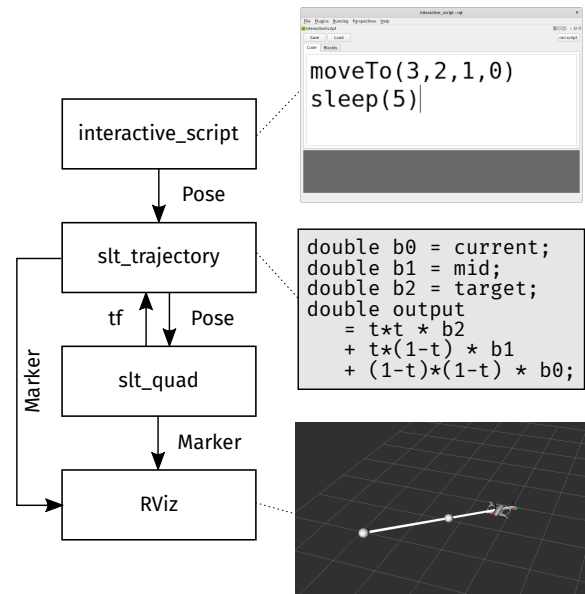 interactive_script - rqt
File Plugins Running Perspectives Help
interactiveScript
Save Load run script
Code Blockly
moveTo(3,2,1,0)
sleep(5)
interactive_script
Pose
slt_trajectory
double b0 = current;
double b1 = mid;
double b2 = target;
double output
= t*t * b2
+ t*(1-t) * b1
+ (1-t)*(1-t) * b0;
tf
Pose
Marker
slt_quad
Marker
RViz